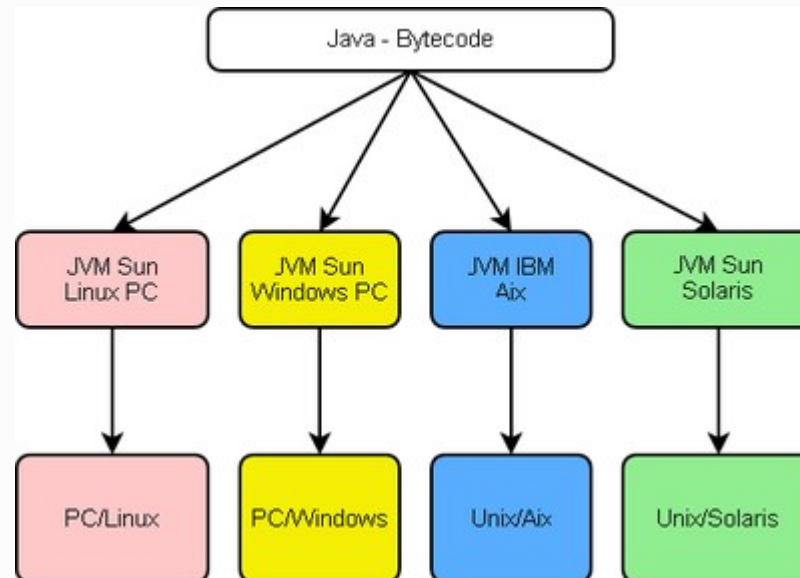 Java - Bytecode
JVM Sun
Linux PC
JVM Sun
Windows PC
JVM IBM
Aix
JVM Sun
Solaris
PC/Linux
PC/Windows
Unix/Aix
Unix/Solaris